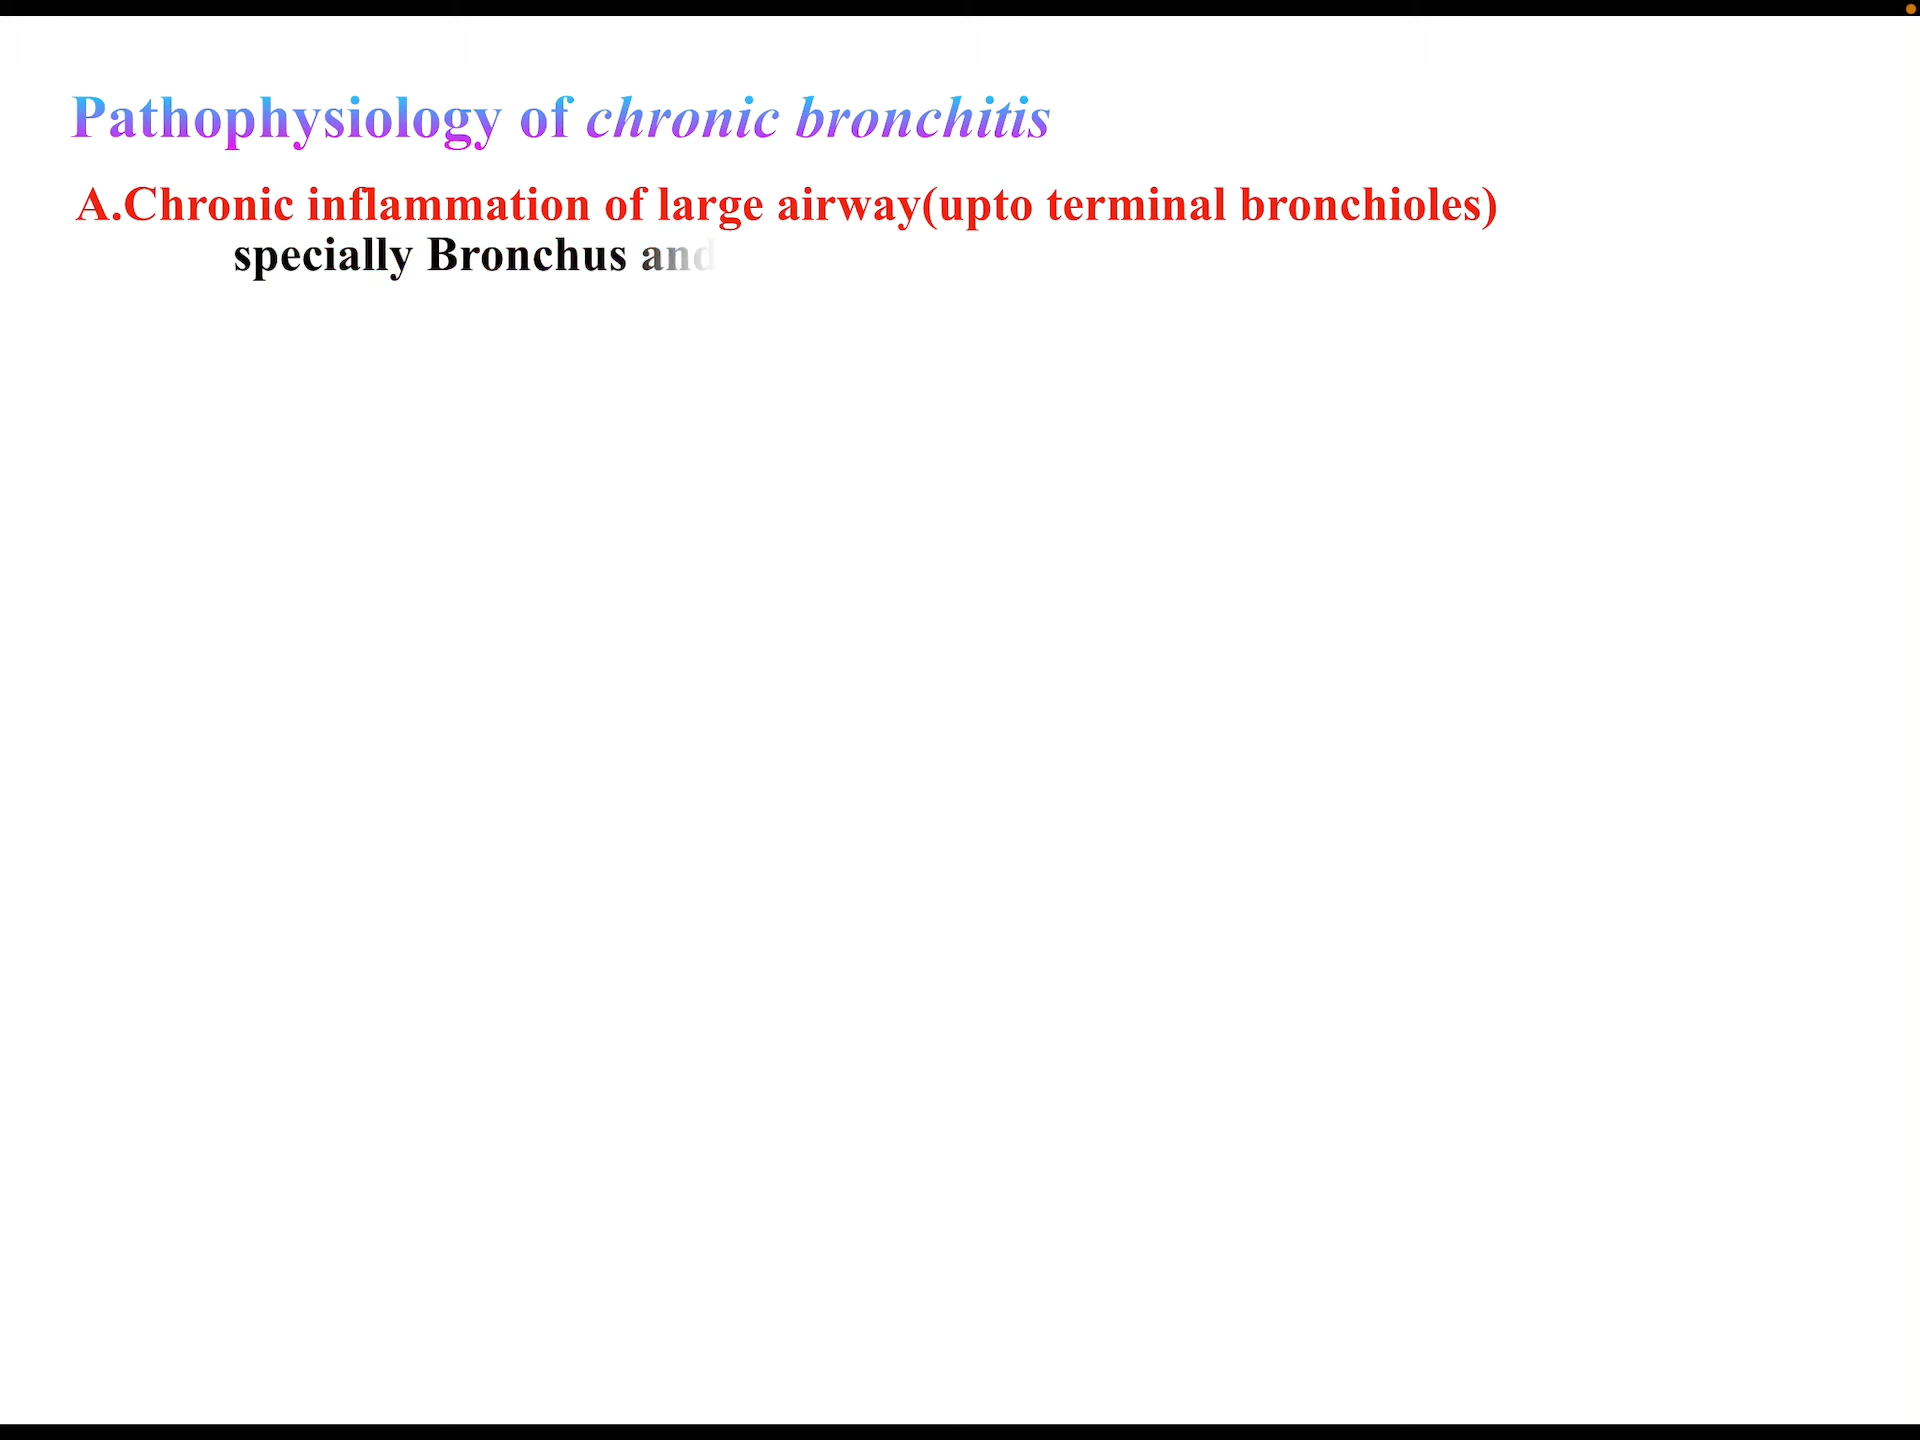 Pathophysiology of chronic bronchitis
A.Chronic inflammation of large airway(upto terminal bronchioles)
specially Bronchus and